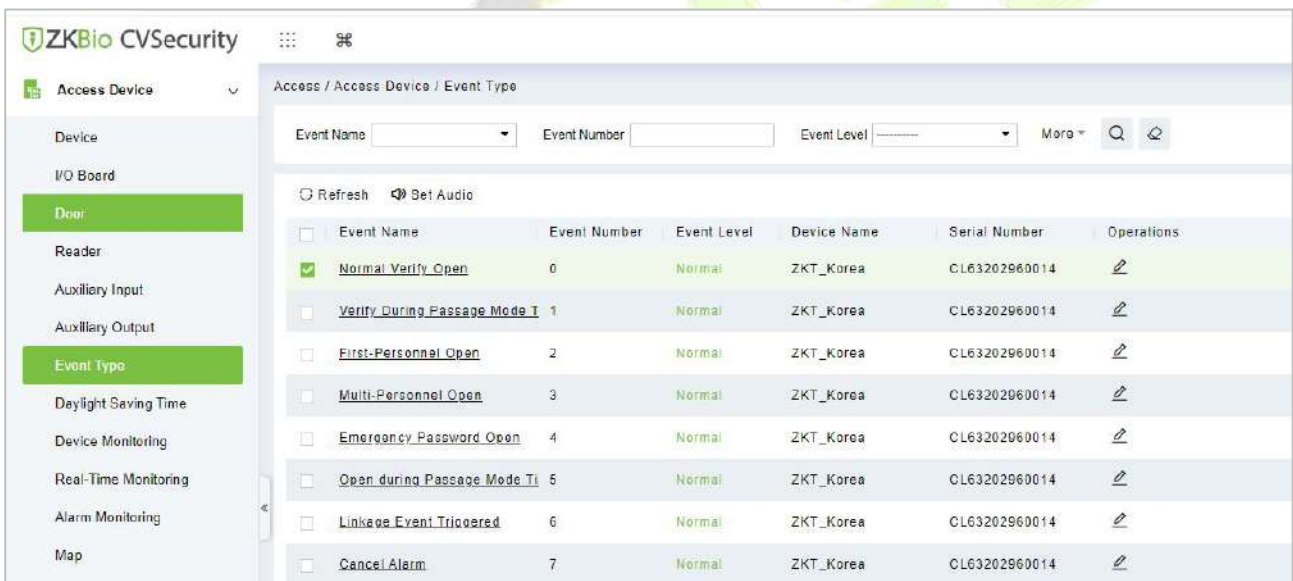 ZKBio CVSecurity
Access Device
Device
I/O Board
Door
Reader
Auxiliary Input
Auxiliary Output
Event Type
Daylight Saving Time
Device Monitoring
Real-Time Monitoring
Alarm Monitoring
Map
Access / Access Device / Event Type
Event Name Event Number Event Level ---------- More
Refresh Set Audio
Event Name Event Number Event Level Device Name Serial Number Operations
Normal Verify Open 0 Normal ZKT_Korea CL63202960014
Verify During Passage Mode T 1 Normal ZKT_Korea CL63202960014
First-Personnel Open 2 Normal ZKT_Korea CL63202960014
Multi-Personnel Open 3 Normal ZKT_Korea CL63202960014
Emergency Password Open 4 Normal ZKT_Korea CL63202960014
Open during Passage Mode Ti 5 Normal ZKT_Korea CL63202960014
Linkage Event Triggered 6 Normal ZKT_Korea CL63202960014
Cancel Alarm 7 Normal ZKT_Korea CL63202960014